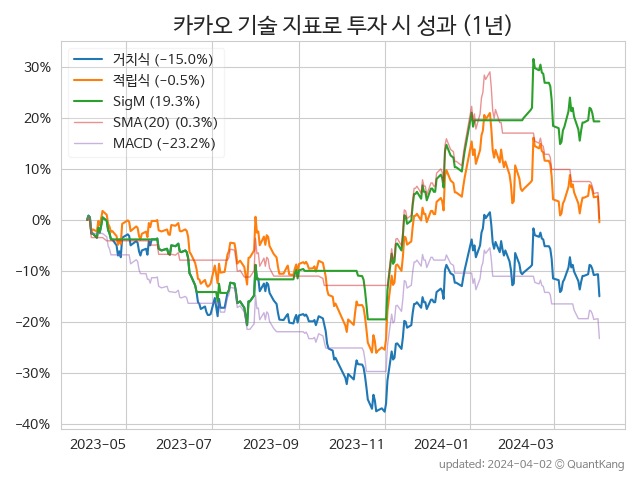 카카오 기술 지표로 투자 시 성과 (1년)
거치식 (−15.0%)
적립식 (−0.5%)
SigM (19.3%)
SMA(20) (0.3%)
MACD (−23.2%)
30%
20%
10%
0%
−10%
−20%
−30%
−40%
2023−05 2023−07 2023−09 2023−11 2024−01 2024−03
updated: 2024−04−02 © QuantKang